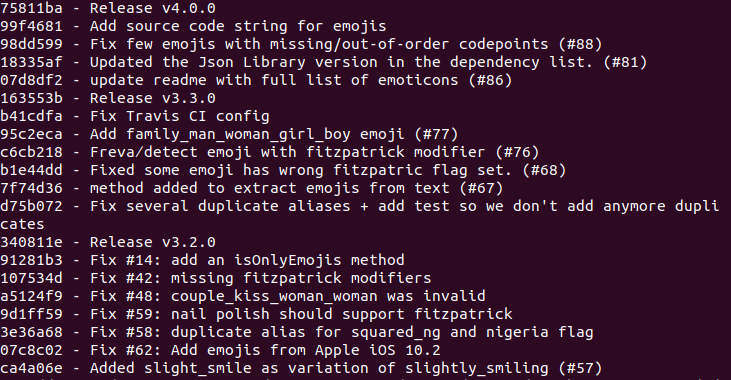 75811ba - Release v4.0.0
99f4681 - Add source code string for emojis
98dd599 - Fix few emojis with missing/out-of-order codepoints (#88)
18335af - Updated the Json Library version in the dependency list. (#81)
07d8df2 - update readme with full list of emoticons (#86)
163553b - Release v3.3.0
b41cdfa - Fix Travis CI config
95c2eca - Add family_man_woman_girl_boy emoji (#77)
c6cb218 - Freva/detect emoji with fitzpatrick modifier (#76)
b1e44dd - Fixed some emoji has wrong fitzpatric flag set. (#68)
7f74d36 - method added to extract emojis from text (#67)
d75b072 - Fix several duplicate aliases + add test so we don't add anymore dupli
cates
340811e - Release v3.2.0
91281b3 - Fix #14: add an isOnlyEmojis method
107534d - Fix #42: missing fitzpatrick modifiers
a5124f9 - Fix #48: couple_kiss_woman_woman was invalid
9d1ff59 - Fix #59: nail polish should support fitzpatrick
3e36a68 - Fix #58: duplicate alias for squared_ng and nigeria flag
07c8c02 - Fix #62: Add emojis from Apple iOS 10.2
ca4a06e - Added slight_smile as variation of slightly_smiling (#57)